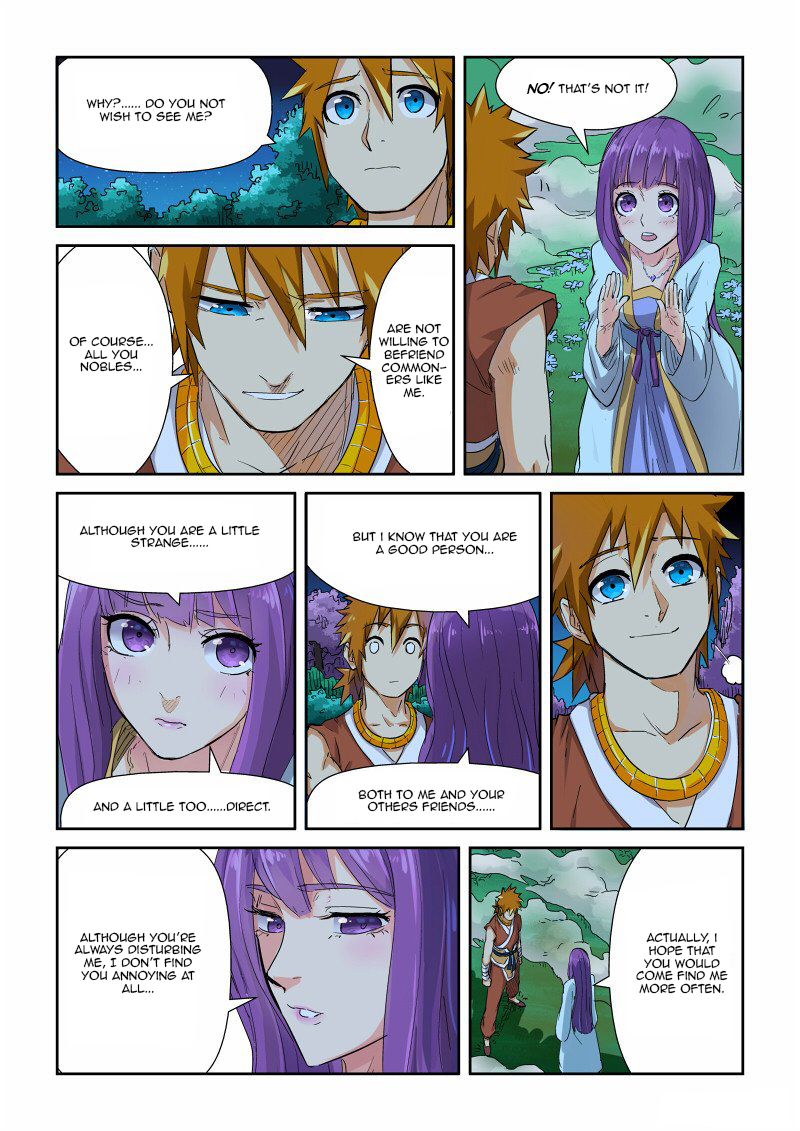 WHY?...... DO YOU NOT
WISH TO SEE ME?
NO! THAT'S NOT IT!
OF COURSE...
ALL YOU
NOBLES...
ARE NOT
WILLING TO
BEFRIEND
COMMON-
ERS LIKE
ME.
ALTHOUGH YOU ARE A LITTLE
STRANGE......
AND A LITTLE TOO......DIRECT.
BUT I KNOW THAT YOU ARE
A GOOD PERSON...
BOTH TO ME AND YOUR
OTHERS FRIENDS......
ALTHOUGH YOU'RE
ALWAYS DISTURBING
ME, I DON'T FIND
YOU ANNOYING AT
ALL...
ACTUALLY, I
HOPE THAT
YOU WOULD
COME FIND ME
MORE OFTEN.